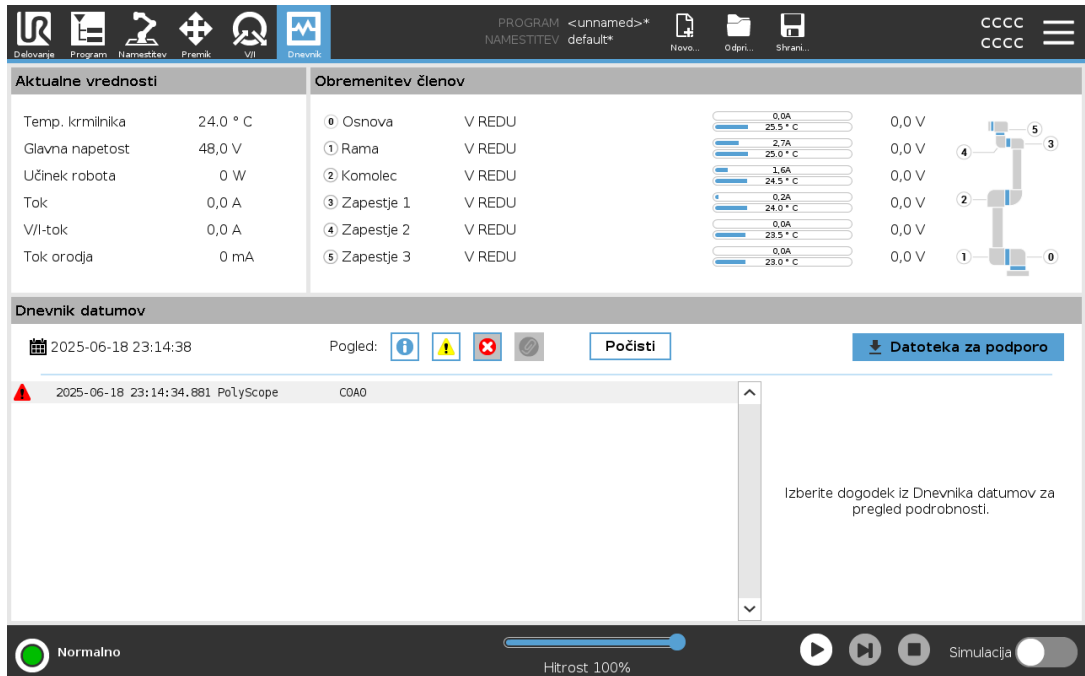 UR
Delovanje Program Namestitev Premik V/I Dnevnik
PROGRAM <unnamed>*
NAMESTITEV default*
Novo... Odpri... Shrani...
cccc
cccc
Aktualne vrednosti
Temp. krmilnika 24.0 ° C
Glavna napetost 48,0 V
Učinek robota 0 W
Tok 0,0 A
V/I-tok 0,0 A
Tok orodja 0 mA
Obremenitev členov
0 Osnova V REDU 0,0A 25.5 ° C 0,0 V
1 Rama V REDU 2,7A 25.0 ° C 0,0 V
2 Komolec V REDU 1,6A 24.5 ° C 0,0 V
3 Zapestje 1 V REDU 0,2A 24.0 ° C 0,0 V
4 Zapestje 2 V REDU 0,0A 23.5 ° C 0,0 V
5 Zapestje 3 V REDU 0,0A 23.0 ° C 0,0 V
5
3
4
2
1 0
Dnevnik datumov
2025-06-18 23:14:38 Pogled: Počisti Datoteka za podporo
2025-06-18 23:14:34.881 PolyScope C0A0
Izberite dogodek iz Dnevnika datumov za
pregled podrobnosti.
Normalno
Hitrost 100%
Simulacija